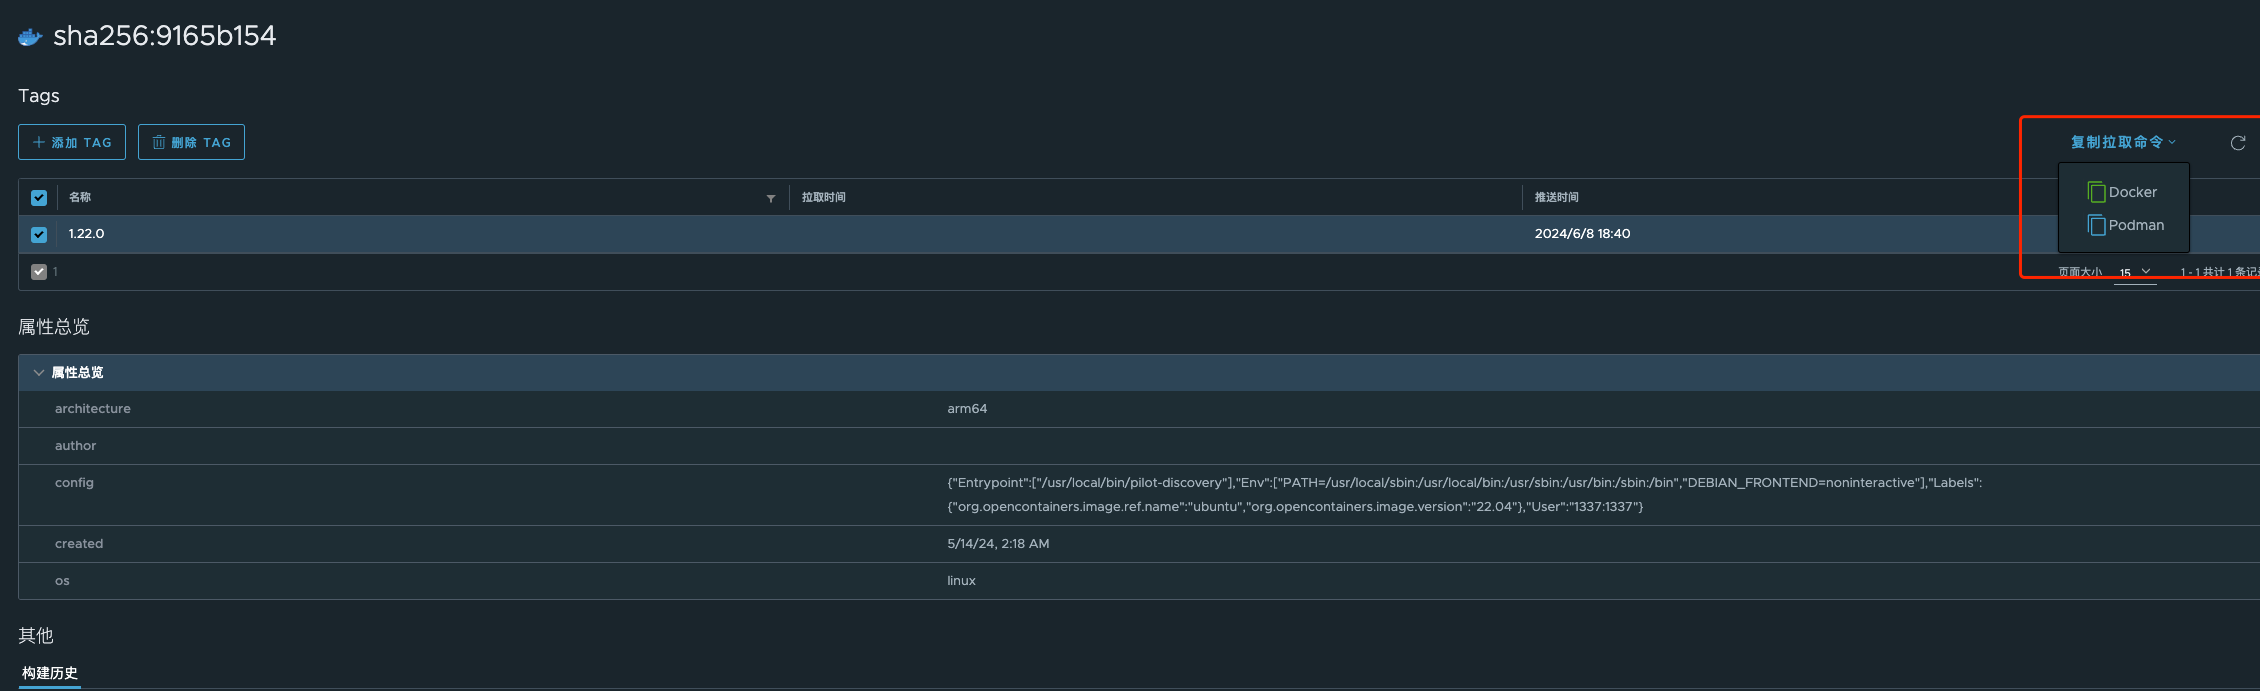 sha256:9165b154
Tags
添加 TAG
删除 TAG
复制拉取命令
Docker
Podman
名称
拉取时间
推送时间
1.22.0
2024/6/8 18:40
1
页面大小
15
1 - 1 共计 1 条记
属性总览
属性总览
architecture
arm64
author
config
{"Entrypoint":["/usr/local/bin/pilot-discovery"],"Env":["PATH=/usr/local/sbin:/usr/local/bin:/usr/sbin:/usr/bin:/sbin:/bin","DEBIAN_FRONTEND=noninteractive"],"Labels":
{"org.opencontainers.image.ref.name":"ubuntu","org.opencontainers.image.version":"22.04"},"User":"1337:1337"}
created
5/14/24, 2:18 AM
os
linux
其他
构建历史